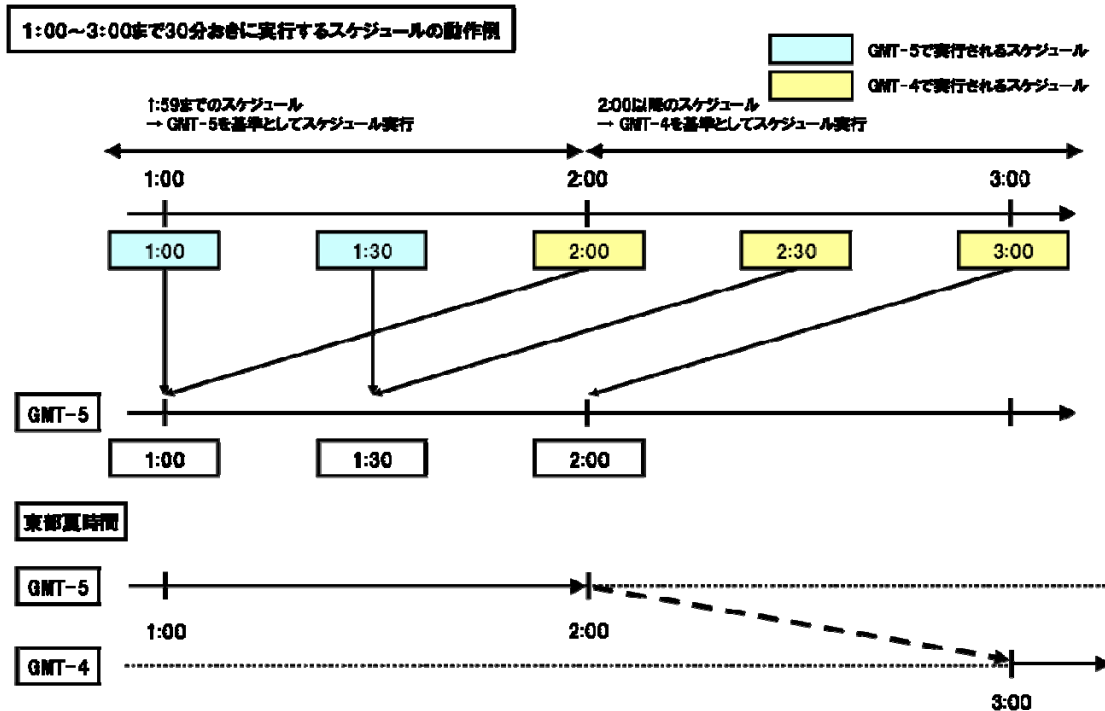 1:00～3:00まで30分おきに実行するスケジュールの動作例
GMT-5で実行されるスケジュール
GMT-4で実行されるスケジュール
1:59までのスケジュール
→ GMT-5を基準としてスケジュール実行
2:00以降のスケジュール
→ GMT-4を基準としてスケジュール実行
1:00
2:00
3:00
1:00
1:30
2:00
2:30
3:00
GMT-5
1:00
1:30
2:00
東部夏時間
GMT-5
1:00
2:00
GMT-4
3:00